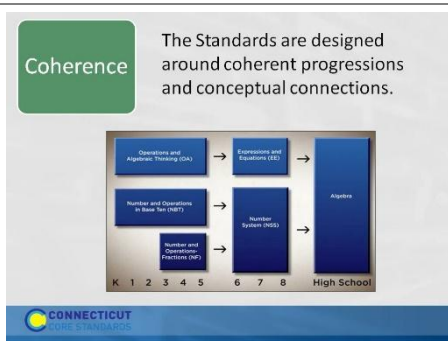 Coherence
The Standards are designed
around coherent progressions
and conceptual connections.
Operations and
Algebraic Thinking (OA)
→
Expressions and
Equations (EE)
→
Algebra
Number and Operations
in Base Ten (NBT)
→
Number
System (NSS)
→
Number and
Operations-
Fractions (NF)
→
K 1 2 3 4 5 6 7 8 High School
CONNECTICUT
CORE STANDARDS